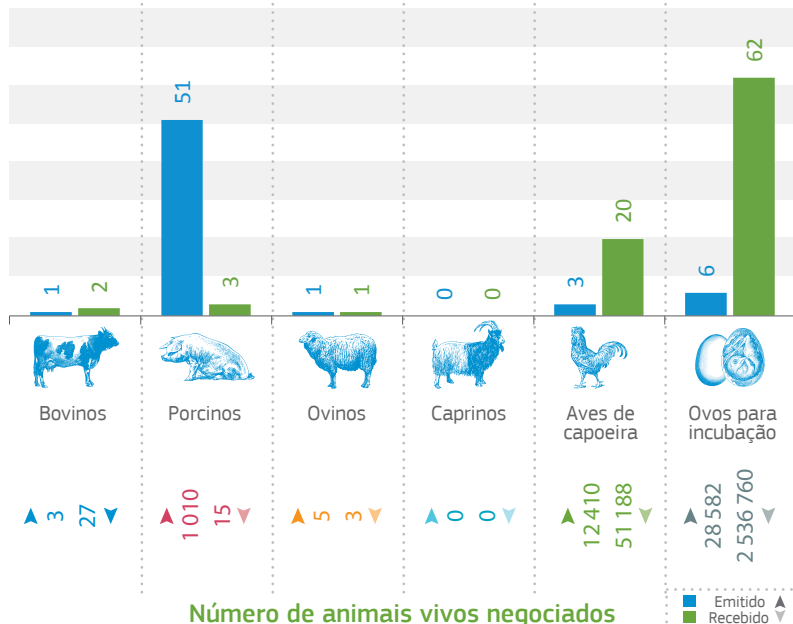 1
2
51
3
1
1
0
0
3
20
6
62
Bovinos
Porcinos
Ovinos
Caprinos
Aves de
capoeira
Ovos para
incubação
3
27
1 010
15
5
3
0
0
12 410
51 188
28 582
2 536 760
Número de animais vivos negociados
Emitido
Recebido